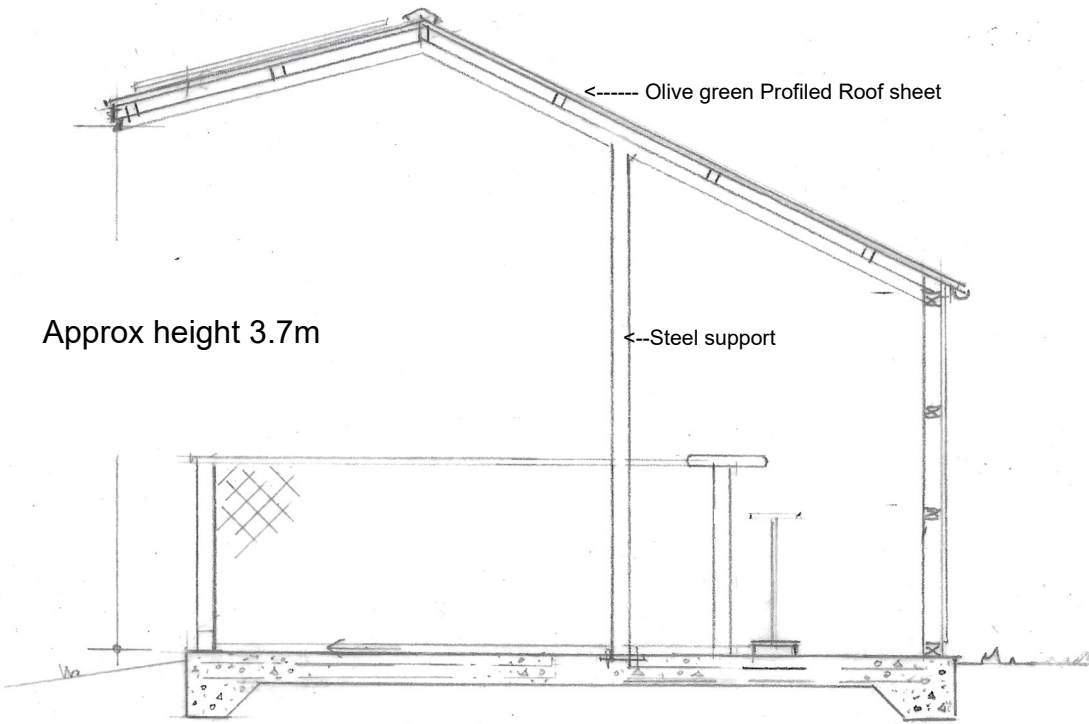 <------ Olive green Profiled Roof sheet
<--Steel support
Approx height 3.7m